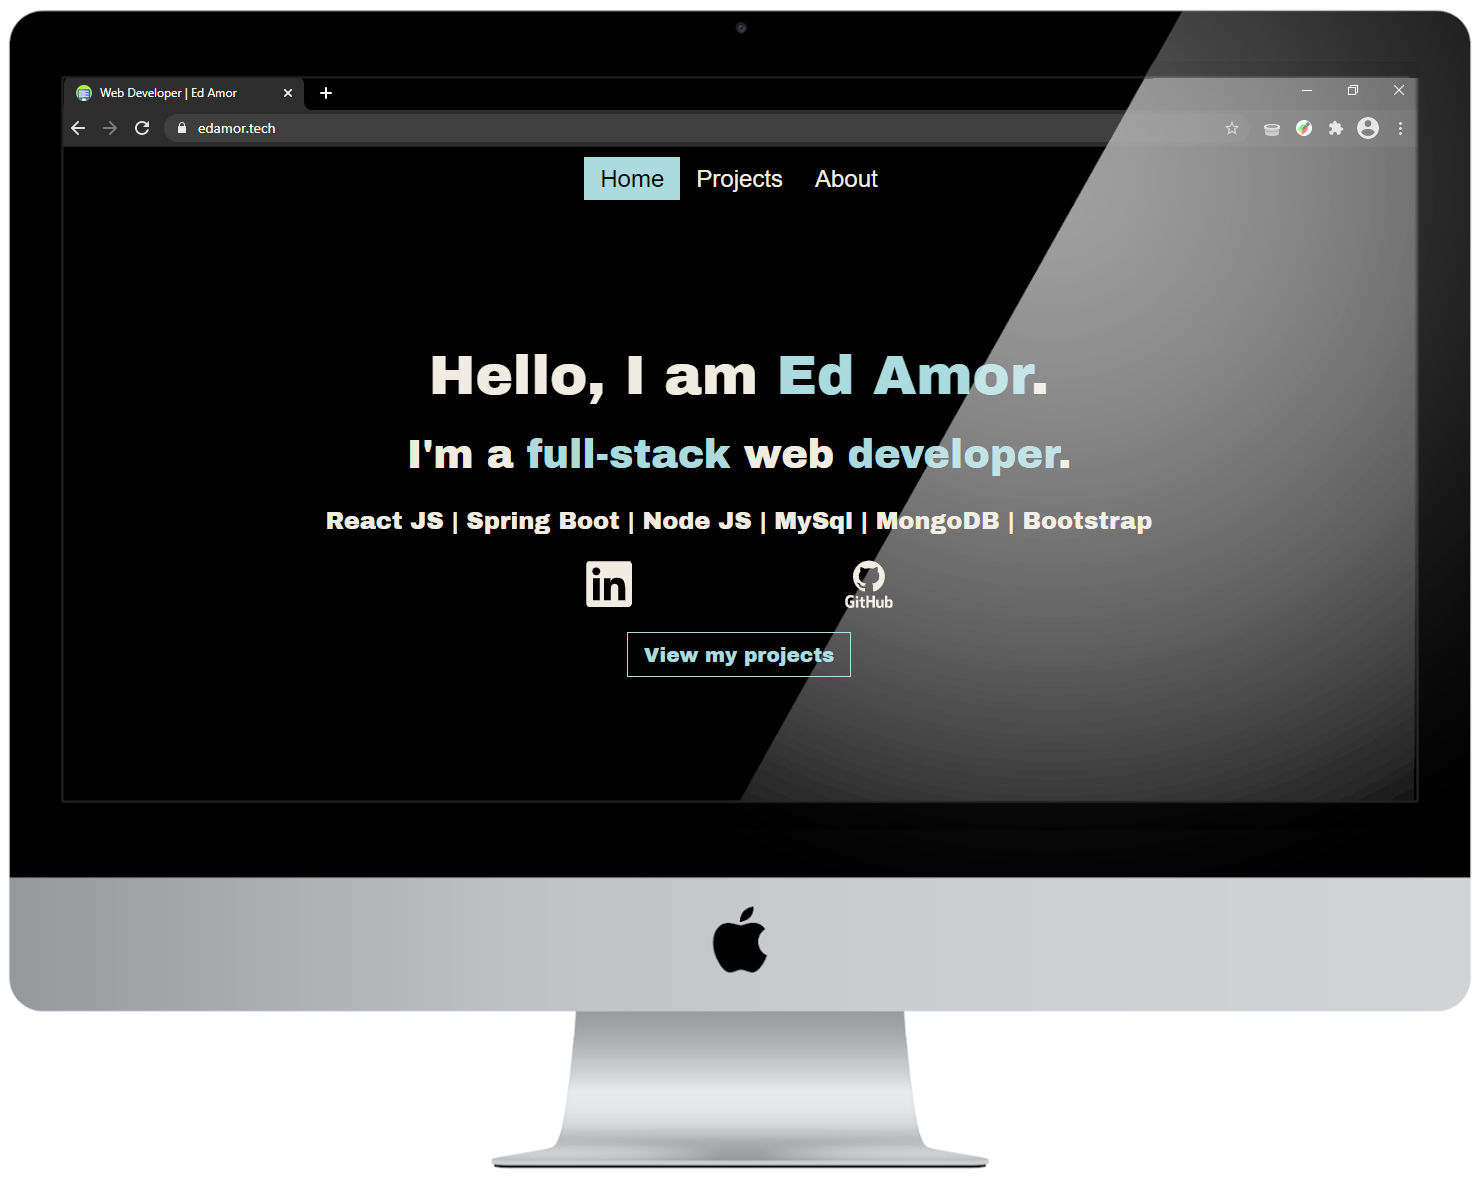 Web Developer | Ed Amor
edamor.tech
Home Projects About
Hello, I am Ed Amor.
I'm a full-stack web developer.
React JS | Spring Boot | Node JS | MySql | MongoDB | Bootstrap
in
GitHub
View my projects